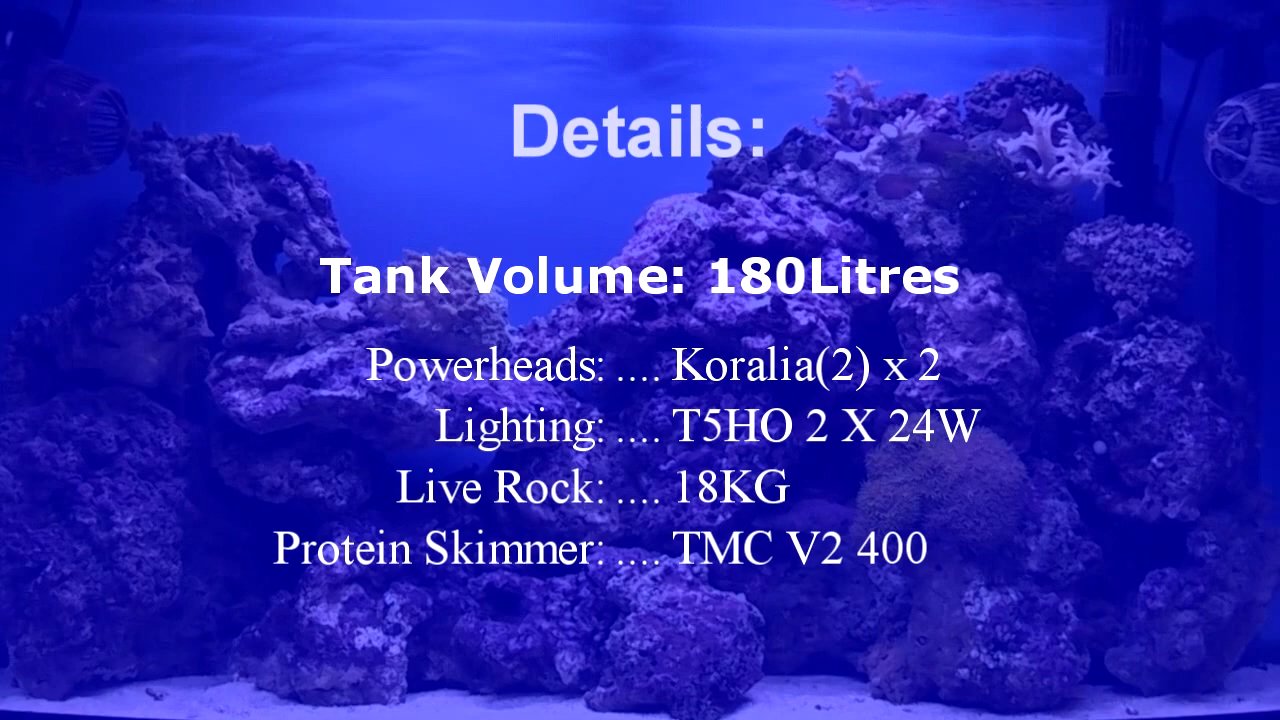 Details:
Tank Volume: 180Litres
Powerheads: .... Koralia(2) x 2
Lighting: .... T5HO 2 X 24W
Live Rock: .... 18KG
Protein Skimmer: .... TMC V2 400